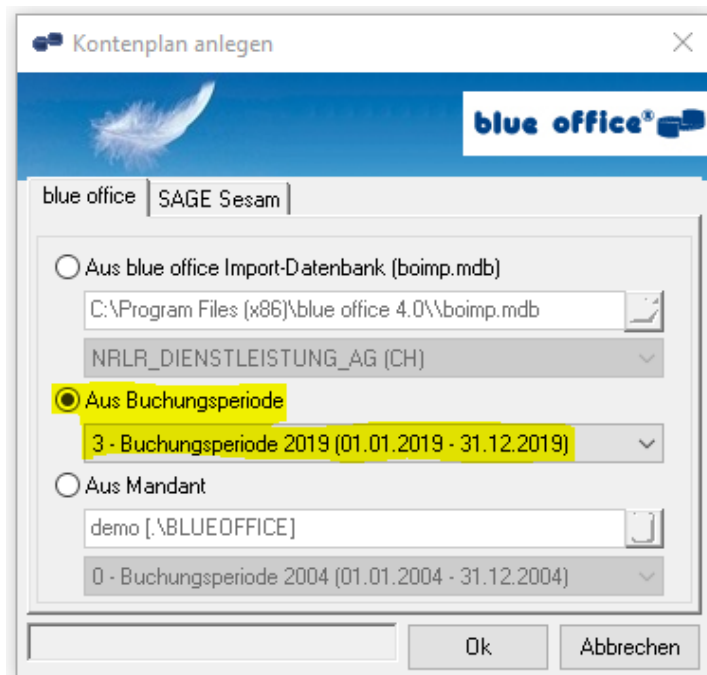 Kontenplan anlegen
blue office®
blue office
SAGE Sesam
Aus blue office Import-Datenbank (boimp.mdb)
C:\Program Files (x86)\blue office 4.0\\boimp.mdb
NRLR_DIENSTLEISTUNG_AG (CH)
Aus Buchungsperiode
3 - Buchungsperiode 2019 (01.01.2019 - 31.12.2019)
Aus Mandant
demo [.\BLUEOFFICE]
0 - Buchungsperiode 2004 (01.01.2004 - 31.12.2004)
Ok
Abbrechen